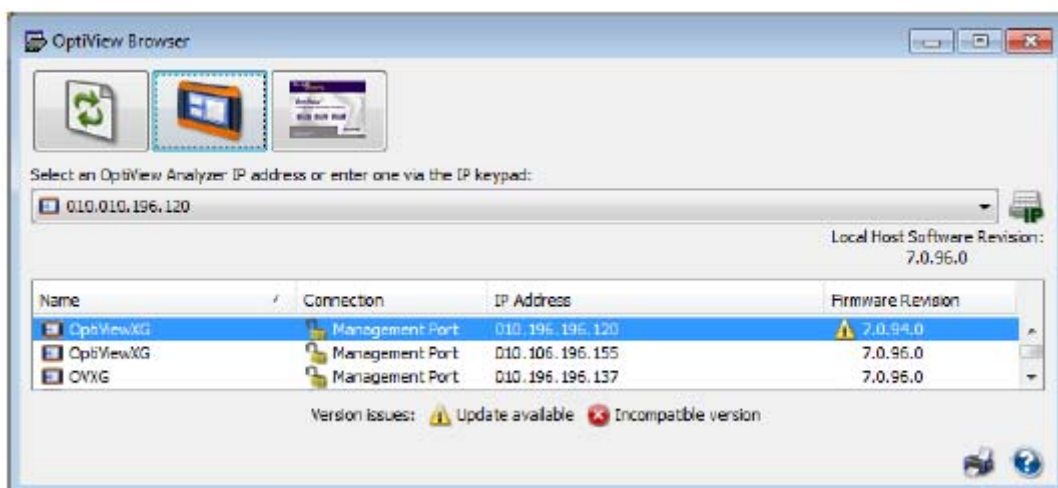 OptiView Browser
Select an OptiView Analyzer IP address or enter one via the IP keypad:
010.010.196.120
IP
Local Host Software Revision:
7.0.96.0
Name Connection IP Address Firmware Revision
OptiViewXG Management Port 010.196.196.120 7.0.94.0
OptiViewXG Management Port 010.106.196.155 7.0.96.0
OVXG Management Port 010.196.196.137 7.0.96.0
Version issues: Update available Incompatible version